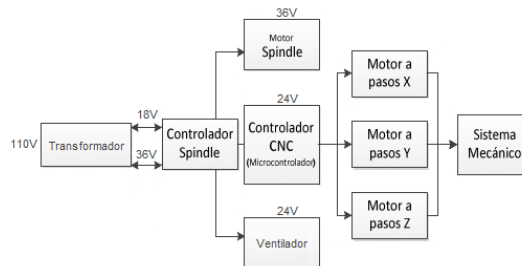 36V
Motor
Spindle
110V
Transformador
18V
36V
Controlador
Spindle
24V
Controlador
CNC
(Microcontrolador)
24V
Ventilador
Motor a
pasos X
Motor a
pasos Y
Motor a
pasos Z
Sistema
Mecánico